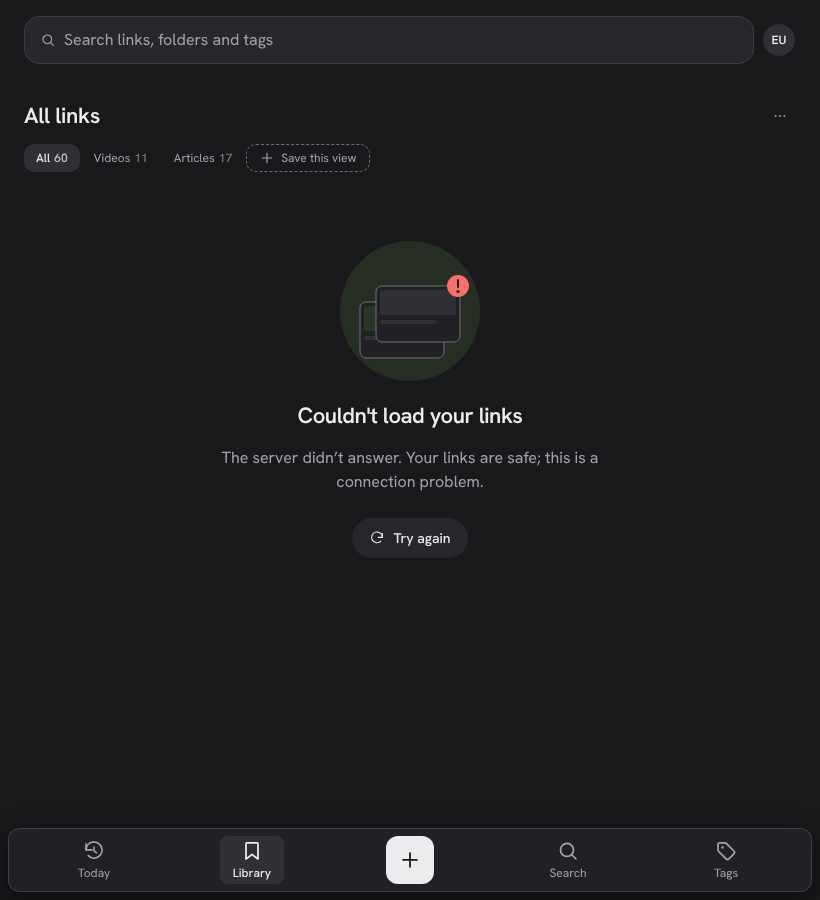 Search links, folders and tags
EU
All links
...
All 60
Videos 11
Articles 17
+ Save this view
!
Couldn't load your links
The server didn’t answer. Your links are safe; this is a
connection problem.
Try again
Today
Library
+
Search
Tags